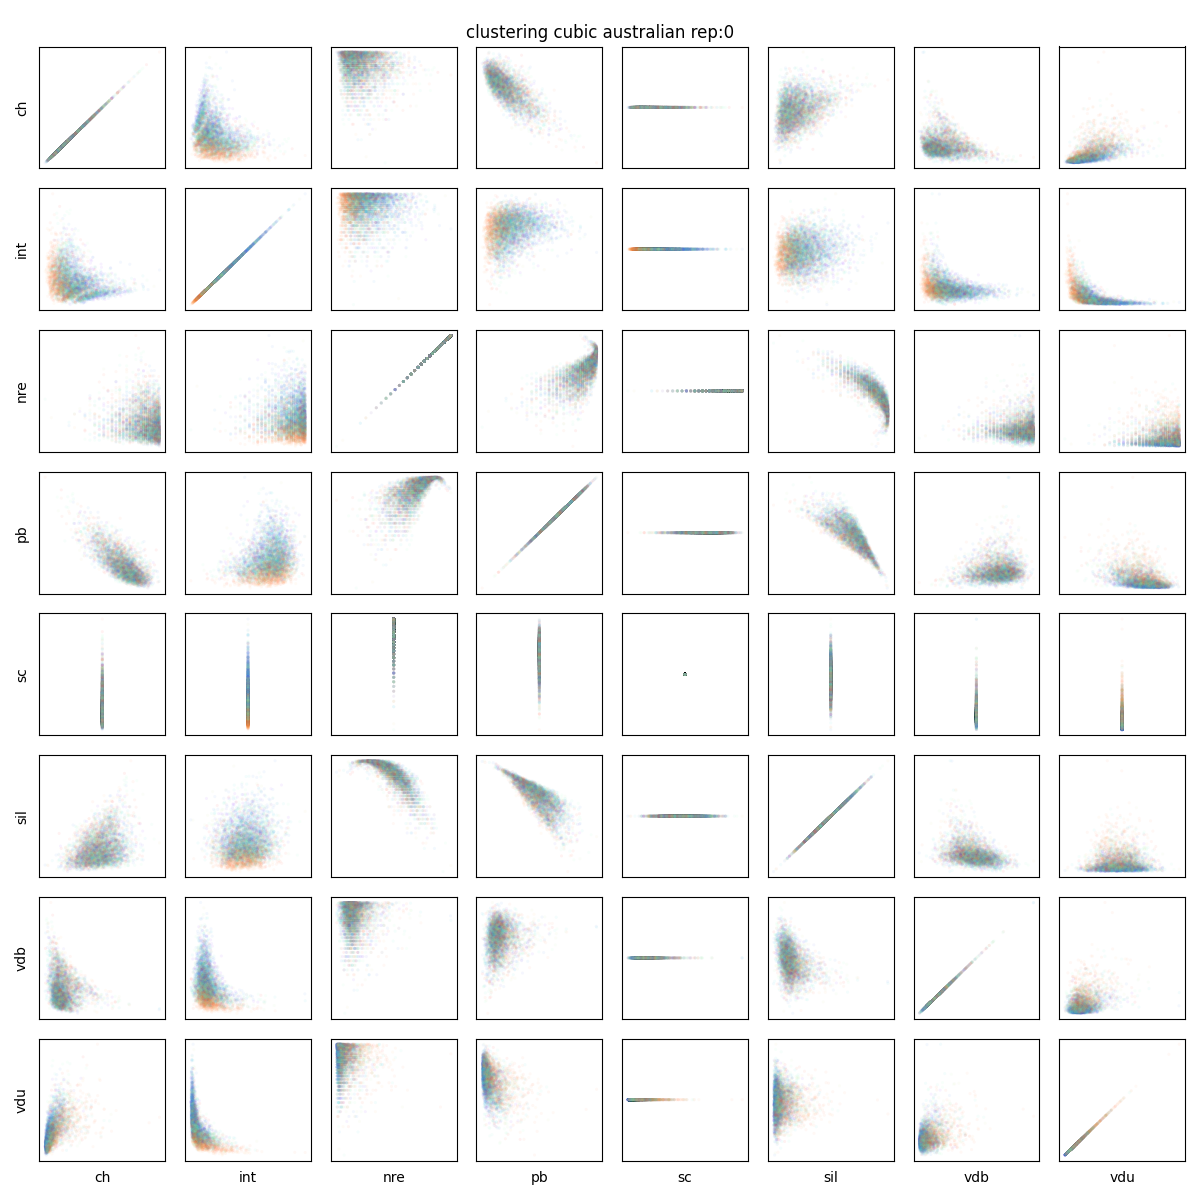 clustering cubic australian rep:0
ch
int
nre
pb
sc
sil
vdb
vdu
ch int nre pb sc sil vdb vdu